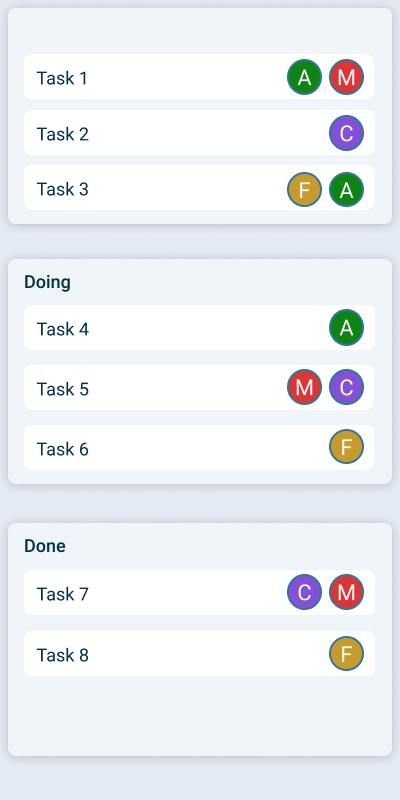 Task 1 A M
Task 2 C
Task 3 F A
Doing
Task 4 A
Task 5 M C
Task 6 F
Done
Task 7 C M
Task 8 F